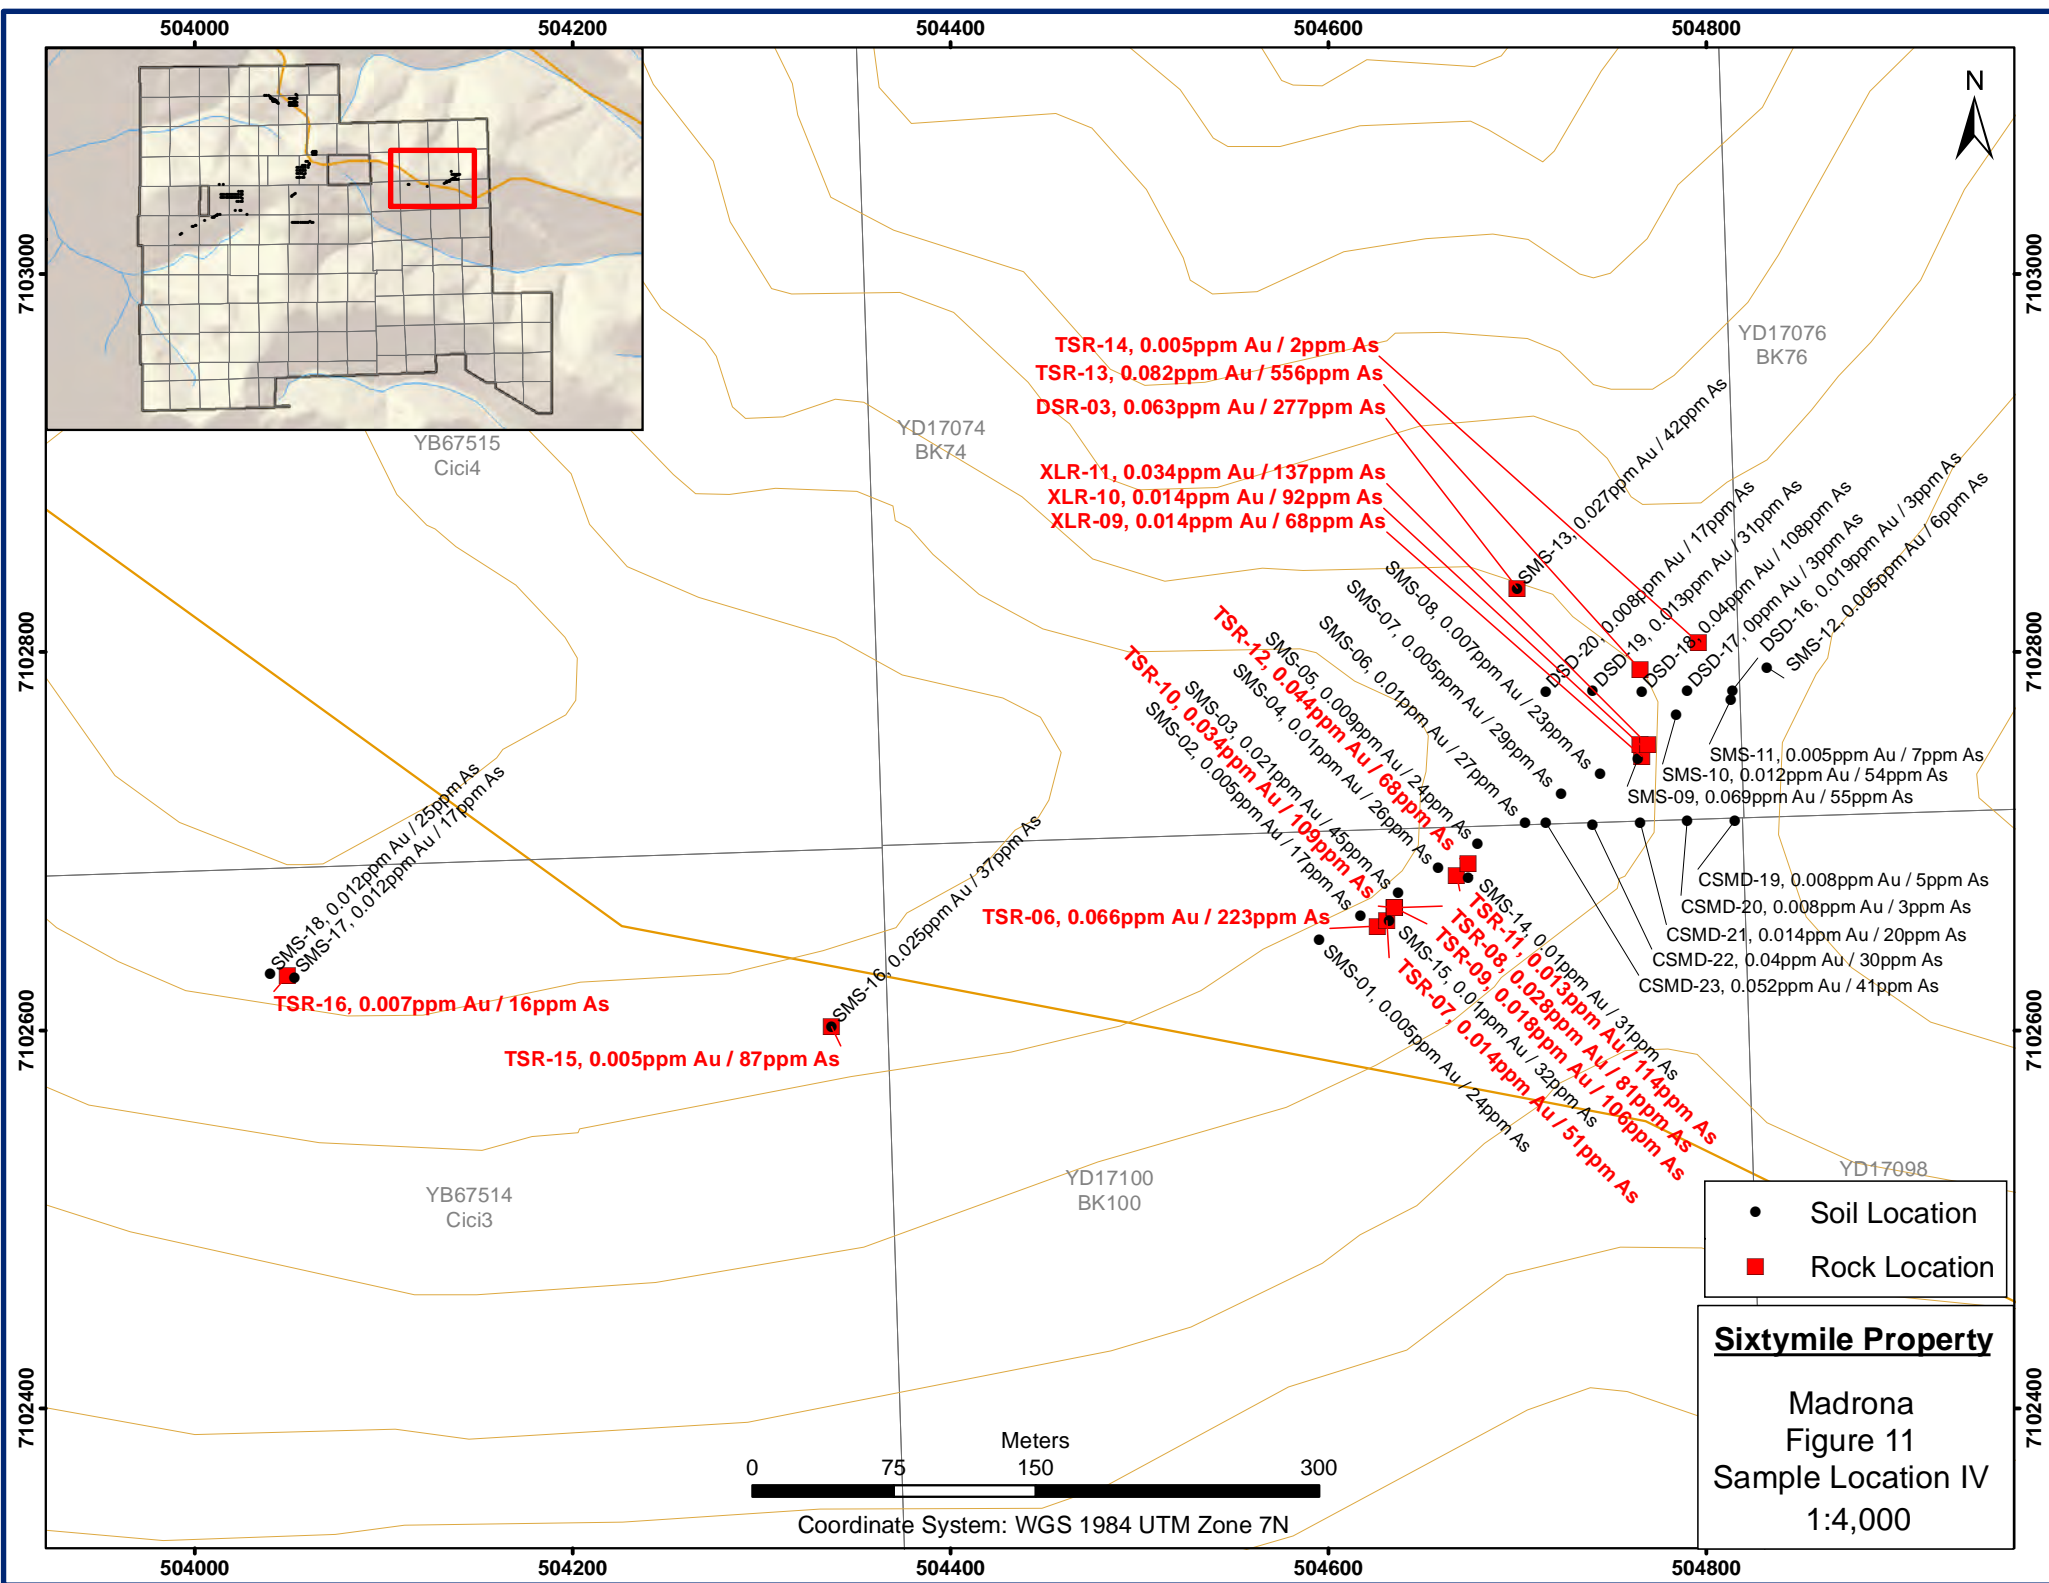 504000
504200
504400
504600
504800
N
7103000
7103000
YD17076
BK76
TSR-14, 0.005ppm Au / 2ppm As
TSR-13, 0.082ppm Au / 556ppm As
DSR-03, 0.063ppm Au / 277ppm As
YD17074
BK74
YB67515
Cici4
XLR-11, 0.034ppm Au / 137ppm As
XLR-10, 0.014ppm Au / 92ppm As
XLR-09, 0.014ppm Au / 68ppm As
SMS-13, 0.027ppm Au / 42ppm As
DSD-20, 0.008ppm Au / 17ppm As
DSD-19, 0.013ppm Au / 31ppm As
DSD-18, 0.04ppm Au / 108ppm As
DSD-17, 0ppm Au / 3ppm As
DSD-16, 0.019ppm Au / 3ppm As
SMS-12, 0.005ppm Au / 6ppm As
SMS-08, 0.007ppm Au / 23ppm As
SMS-07, 0.005ppm Au / 29ppm As
SMS-06, 0.01ppm Au / 27ppm As
SMS-05, 0.009ppm Au / 24ppm As
TSR-12, 0.044ppm Au / 68ppm As
SMS-04, 0.01ppm Au / 26ppm As
SMS-03, 0.021ppm Au / 45ppm As
TSR-10, 0.034ppm Au / 109ppm As
SMS-02, 0.005ppm Au / 17ppm As
7102800
7102800
SMS-11, 0.005ppm Au / 7ppm As
SMS-10, 0.012ppm Au / 54ppm As
SMS-09, 0.069ppm Au / 55ppm As
CSMD-19, 0.008ppm Au / 5ppm As
CSMD-20, 0.008ppm Au / 3ppm As
CSMD-21, 0.014ppm Au / 20ppm As
CSMD-22, 0.04ppm Au / 30ppm As
CSMD-23, 0.052ppm Au / 41ppm As
SMS-18, 0.012ppm Au / 25ppm As
SMS-17, 0.012ppm Au / 17ppm As
TSR-16, 0.007ppm Au / 16ppm As
SMS-16, 0.025ppm Au / 37ppm As
TSR-15, 0.005ppm Au / 87ppm As
TSR-06, 0.066ppm Au / 223ppm As
SMS-14, 0.01ppm Au / 31ppm As
TSR-11, 0.013ppm Au / 114ppm As
TSR-08, 0.028ppm Au / 81ppm As
TSR-09, 0.018ppm Au / 106ppm As
SMS-15, 0.01ppm Au / 32ppm As
TSR-07, 0.014ppm Au / 51ppm As
SMS-01, 0.005ppm Au / 24ppm As
7102600
7102600
YB67514
Cici3
YD17100
BK100
YD17098
Soil Location
Rock Location
Sixtymile Property
Madrona
Figure 11
Sample Location IV
1:4,000
7102400
7102400
Meters
0
75
150
300
Coordinate System: WGS 1984 UTM Zone 7N
504000
504200
504400
504600
504800